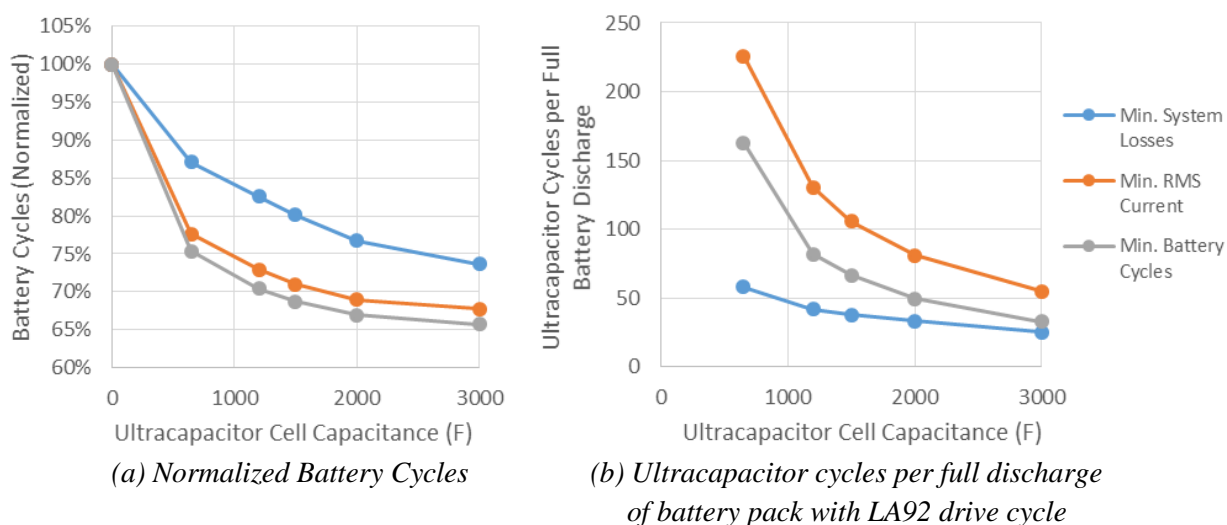 105%
100%
95%
90%
85%
80%
75%
70%
65%
60%
Battery Cycles (Normalized)
0
1000
2000
3000
Ultracapacitor Cell Capacitance (F)
(a) Normalized Battery Cycles
250
200
150
100
50
0
Ultracapacitor Cycles per Full
Battery Discharge
0
1000
2000
3000
Ultracapacitor Cell Capacitance (F)
Min. System
Losses
Min. RMS
Current
Min. Battery
Cycles
(b) Ultracapacitor cycles per full discharge
of battery pack with LA92 drive cycle